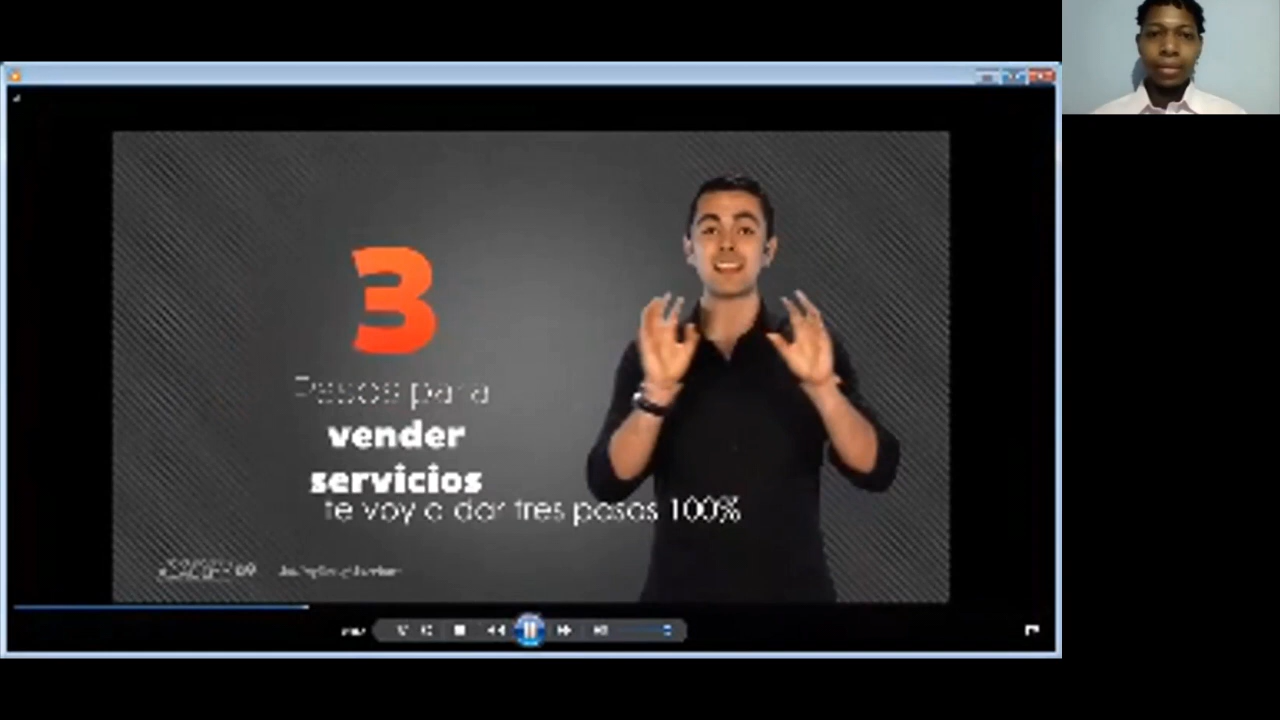 3
Pasos para
vender
servicios
te voy a dar tres pasos 100%